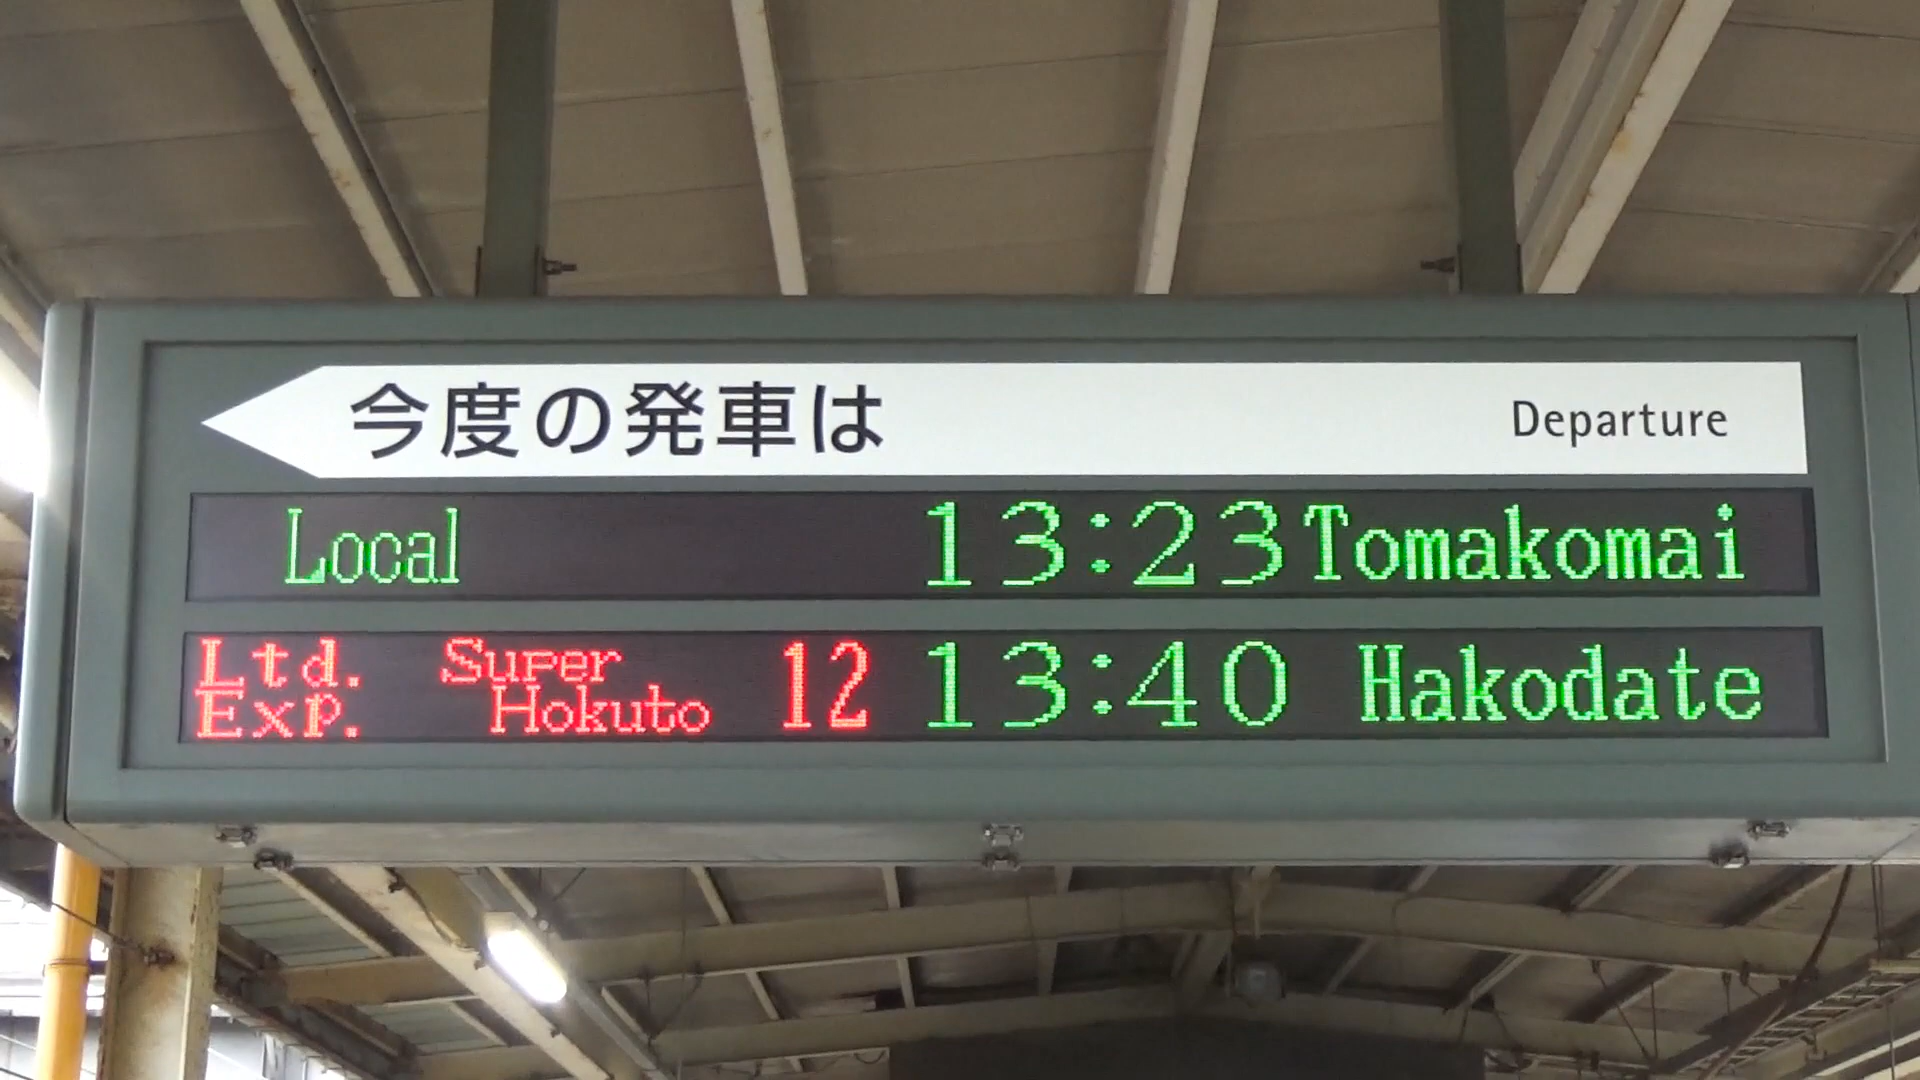 今度の発車は Departure
Local 13:23 Tomakomai
Ltd. Exp. Super Hokuto 12 13:40 Hakodate